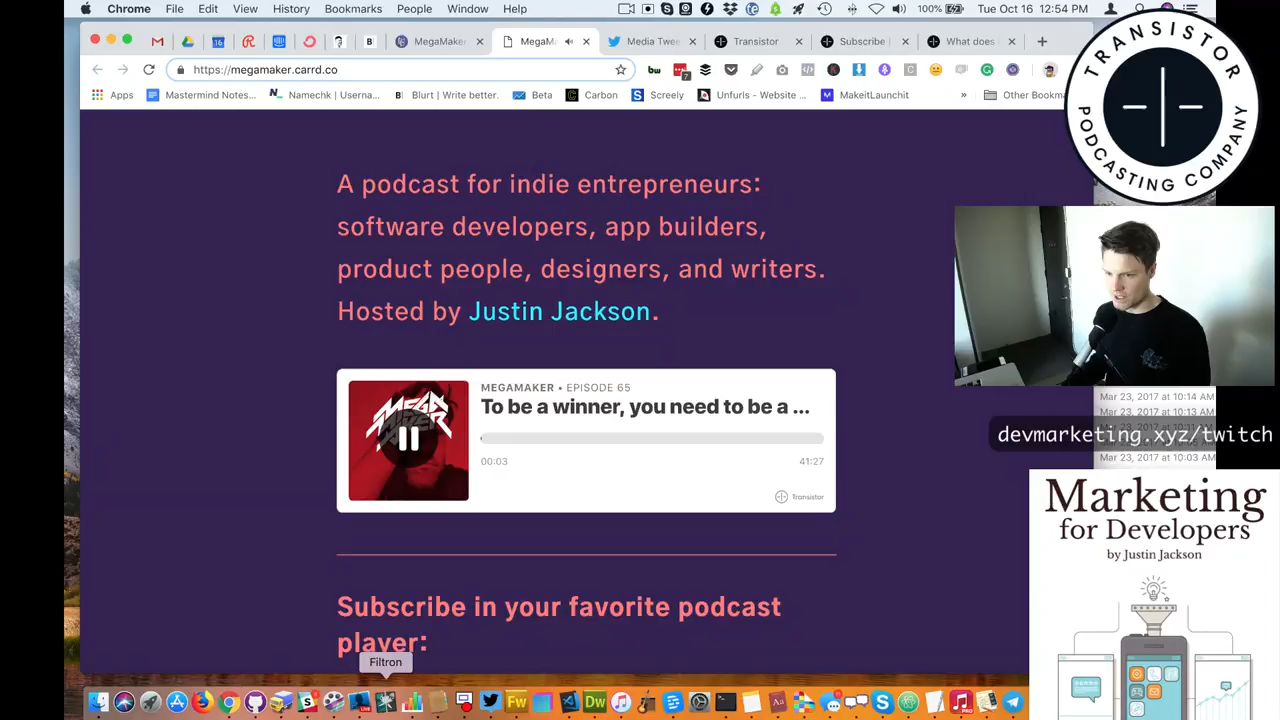 Chrome File Edit View History Bookmarks People Window Help
100% Tue Oct 16 12:54 PM
MegaMaker
MegaMa
Media Twee
Transistor
Subscribe |
What does
https://megamaker.carrd.co
Apps Mastermind Notes... Namechk | Userna... Blurt | Write better. Beta Carbon Screely Unfurls - Website ... MakeitLaunchit » Other Bookma
TRANSISTOR
PODCASTING COMPANY
A podcast for indie entrepreneurs:
software developers, app builders,
product people, designers, and writers.
Hosted by Justin Jackson.
MEGA
MAKER
MEGAMAKER • EPISODE 65
To be a winner, you need to be a ...
00:03 41:27
Transistor
Subscribe in your favorite podcast
player:
Filtron
Mar 23, 2017 at 10:14 AM
Mar 23, 2017 at 10:13 AM
devmarketing.xyz/twitch
Mar 23, 2017 at 10:03 AM
Marketing
for Developers
by Justin Jackson